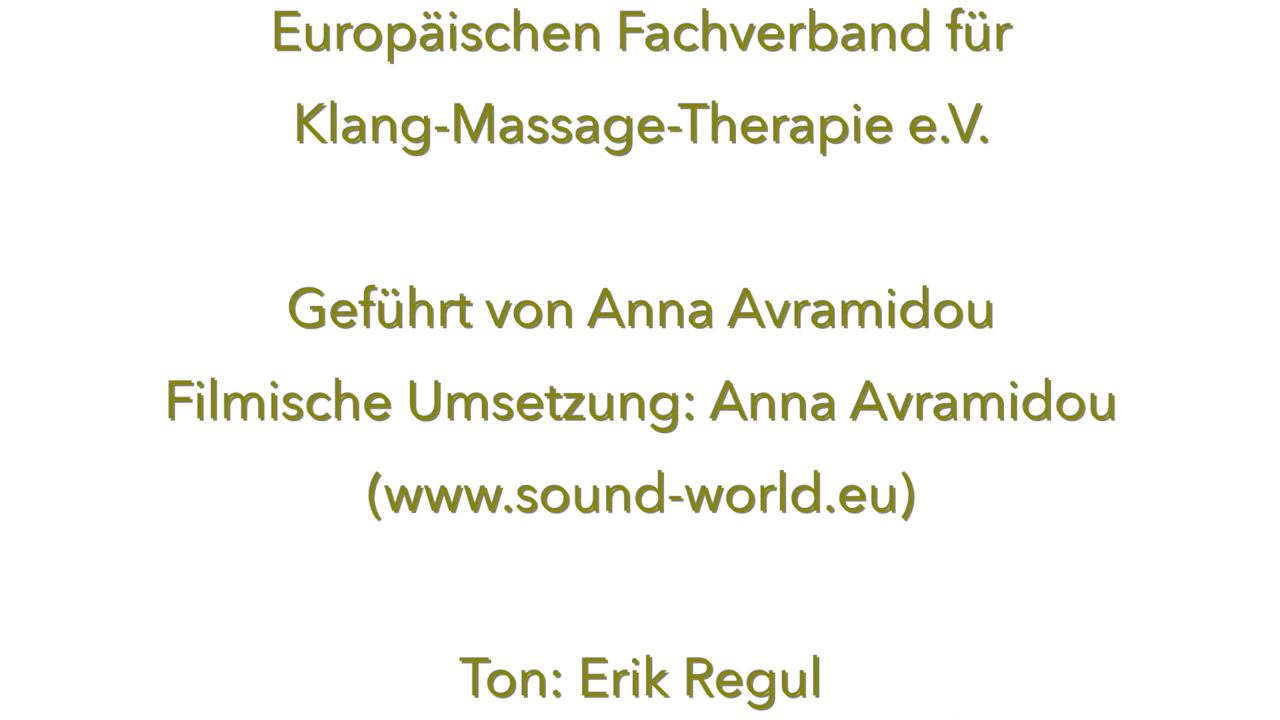 Europäischen Fachverband für
Klang-Massage-Therapie e.V.
Geführt von Anna Avramidou
Filmische Umsetzung: Anna Avramidou
(www.sound-world.eu)
Ton: Erik Regul